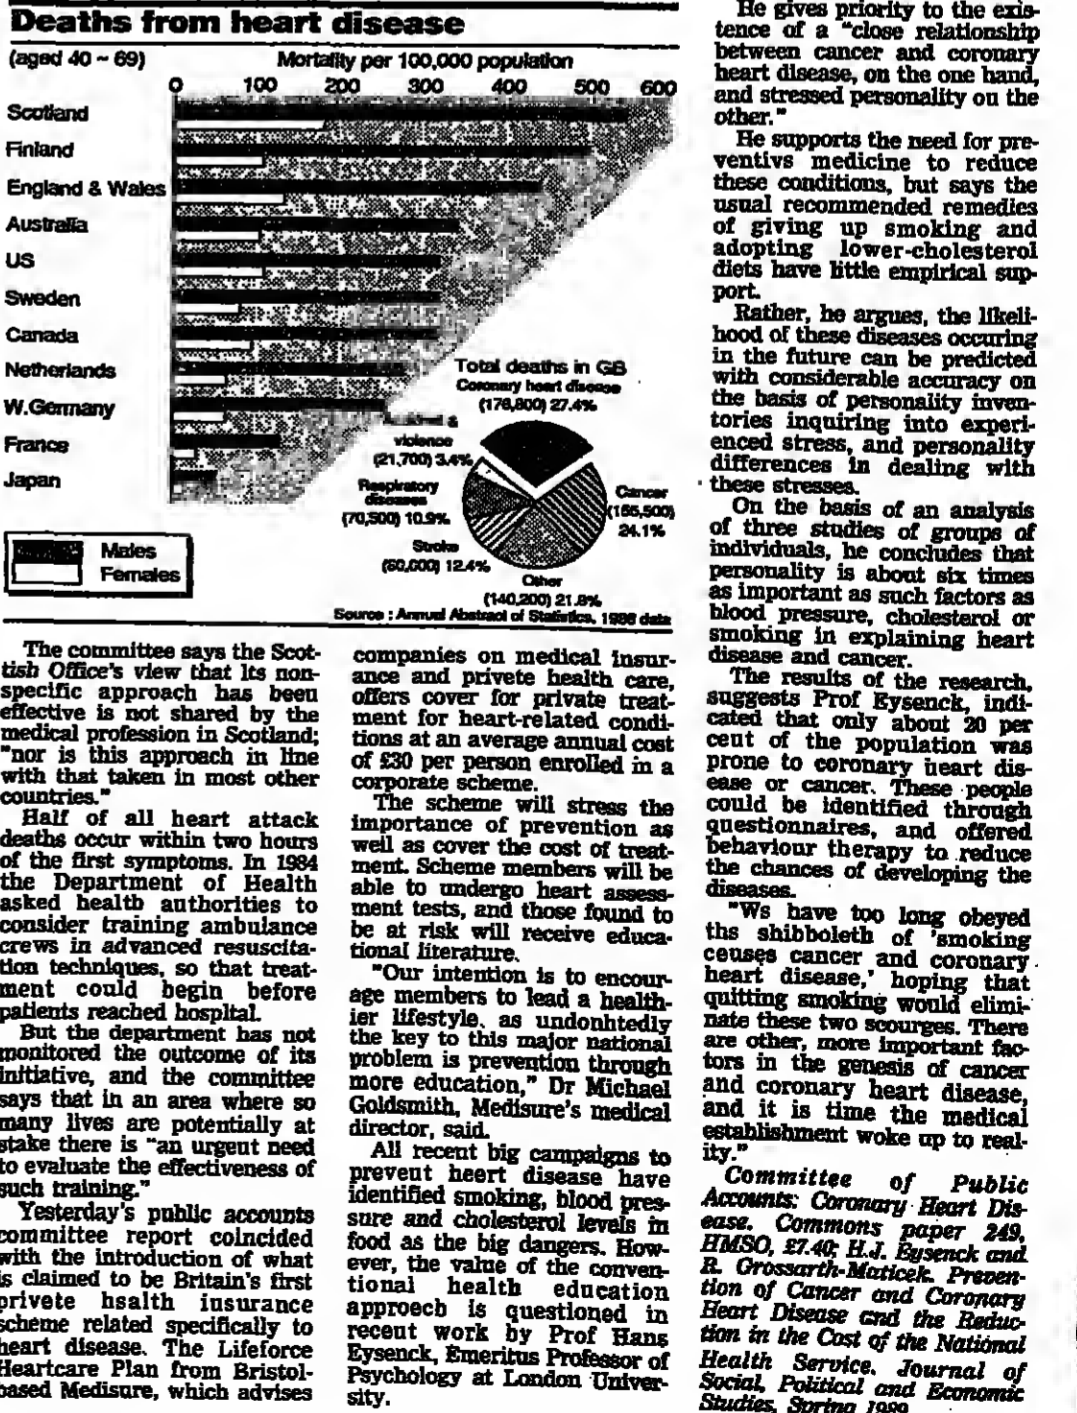 Deaths from heart disease
(aged 40 ~ 69)
Mortality per 100,000 population
0 100 200 300 400 500 600
Scotland
Finland
England & Wales
Australia
US
Sweden
Canada
Netherlands
W.Germany
France
Japan
Males
Females
Total deaths in GB
Coronary heart disease
(176,800) 27.4%
&
violence
(21,700) 3.4%
Respiratory
diseases
(70,500) 10.9%
Stroke
(80,000) 12.4%
Other
(140,200) 21.8%
Cancer
(155,500)
24.1%
Source : Annual Abstract of Statistics, 1986 data
The committee says the Scot-
tish Office's view that its non-
specific approach has been
effective is not shared by the
medical profession in Scotland;
"nor is this approach in line
with that taken in most other
countries."
Half of all heart attack
deaths occur within two hours
of the first symptoms. In 1984
the Department of Health
asked health authorities to
consider training ambulance
crews in advanced resuscita-
tion techniques, so that treat-
ment could begin before
patients reached hospital.
But the department has not
monitored the outcome of its
initiative, and the committee
says that in an area where so
many lives are potentially at
stake there is "an urgent need
to evaluate the effectiveness of
such training."
Yesterday's public accounts
committee report coincided
with the introduction of what
is claimed to be Britain's first
privete hsalth insurance
scheme related specifically to
heart disease. The Lifeforce
Heartcare Plan from Bristol-
based Medisure, which advises
companies on medical insur-
ance and privete health care,
offers cover for private treat-
ment for heart-related condi-
tions at an average annual cost
of £30 per person enrolled in a
corporate scheme.
The scheme will stress the
importance of prevention as
well as cover the cost of treat-
ment. Scheme members will be
able to undergo heart assess-
ment tests, and those found to
be at risk will receive educa-
tional literature.
"Our intention is to encour-
age members to lead a health-
ier lifestyle, as undonhtedly
the key to this major national
problem is prevention through
more education," Dr Michael
Goldsmith, Medisure's medical
director, said.
All recent big campaigns to
prevent heert disease have
identified smoking, blood pres-
sure and cholesterol levels in
food as the big dangers. How-
ever, the value of the conven-
tional health education
approech is questioned in
recent work by Prof Hans
Eysenck, Emeritus Professor of
Psychology at London Univer-
sity.
He gives priority to the exis-
tence of a "close relationship
between cancer and coronary
heart disease, on the one hand,
and stressed personality on the
other."
He supports the need for pre-
ventivs medicine to reduce
these conditions, but says the
usual recommended remedies
of giving up smoking and
adopting lower-cholesterol
diets have little empirical sup-
port.
Rather, he argues, the likeli-
hood of these diseases occuring
in the future can be predicted
with considerable accuracy on
the basis of personality inven-
tories inquiring into experi-
enced stress, and personality
differences in dealing with
these stresses.
On the basis of an analysis
of three studies of groups of
individuals, he concludes that
personality is about six times
as important as such factors as
blood pressure, cholesterol or
smoking in explaining heart
disease and cancer.
The results of the research,
suggests Prof Eysenck, indi-
cated that only about 20 per
cent of the population was
prone to coronary heart dis-
ease or cancer. These people
could be identified through
questionnaires, and offered
behaviour therapy to reduce
the chances of developing the
diseases.
"Ws have too long obeyed
ths shibboleth of 'smoking
ceuses cancer and coronary
heart disease,' hoping that
quitting smoking would elimi-
nate these two scourges. There
are other, more important fac-
tors in the genesis of cancer
and coronary heart disease,
and it is time the medical
establishment woke up to real-
ity."
Committee of Public
Accounts: Coronary Heart Dis-
ease. Commons paper 249,
HMSO, £7.40; H.J. Eysenck and
R. Grossarth-Maticek. Preven-
tion of Cancer and Coronary
Heart Disease and the Reduc-
tion in the Cost of the National
Health Service. Journal of
Social, Political and Economic
Studies, Spring 1989